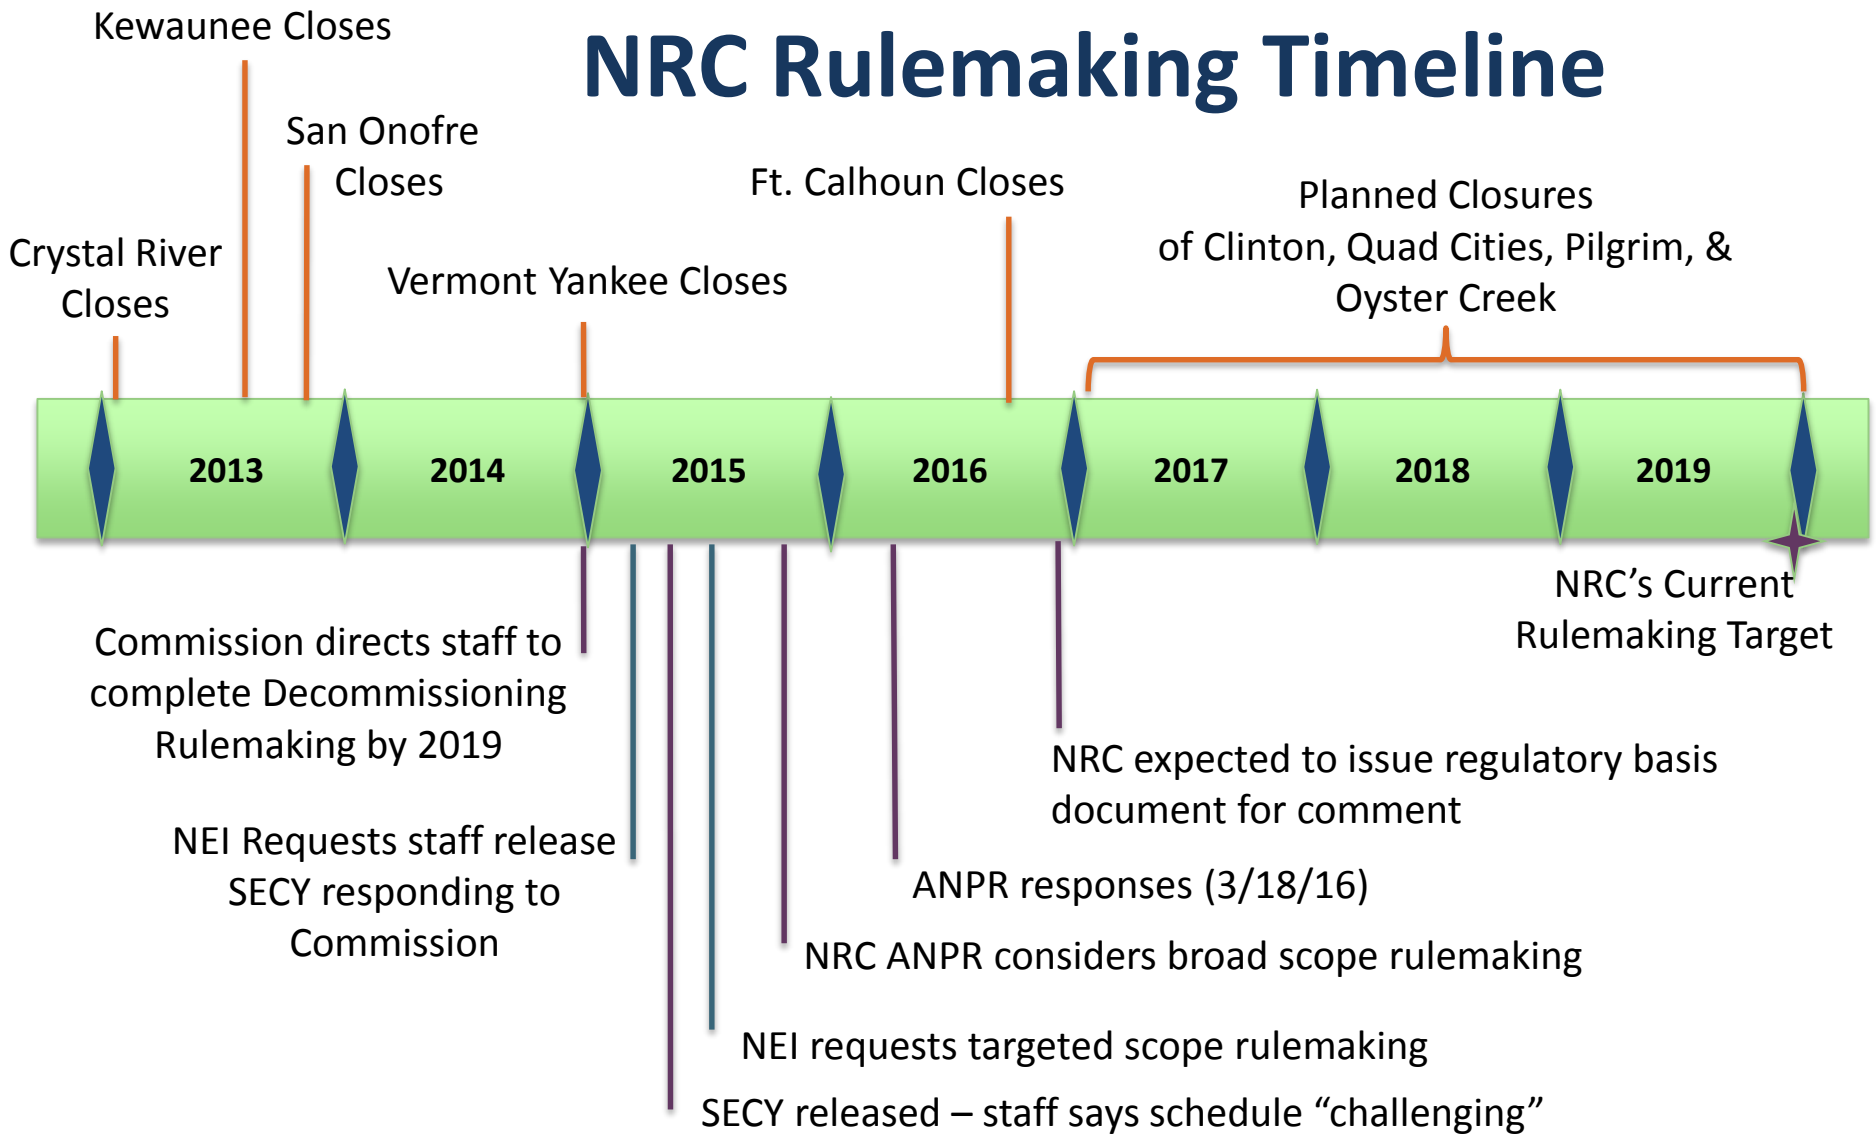 NRC Rulemaking Timeline
Kewaunee Closes
San Onofre
Closes
Crystal River
Closes
Vermont Yankee Closes
Ft. Calhoun Closes
Planned Closures
of Clinton, Quad Cities, Pilgrim, &
Oyster Creek
2013
2014
2015
2016
2017
2018
2019
Commission directs staff to
complete Decommissioning
Rulemaking by 2019
NEI Requests staff release
SECY responding to
Commission
NRC's Current
Rulemaking Target
NRC expected to issue regulatory basis
document for comment
ANPR responses (3/18/16)
NRC ANPR considers broad scope rulemaking
NEI requests targeted scope rulemaking
SECY released – staff says schedule “challenging”